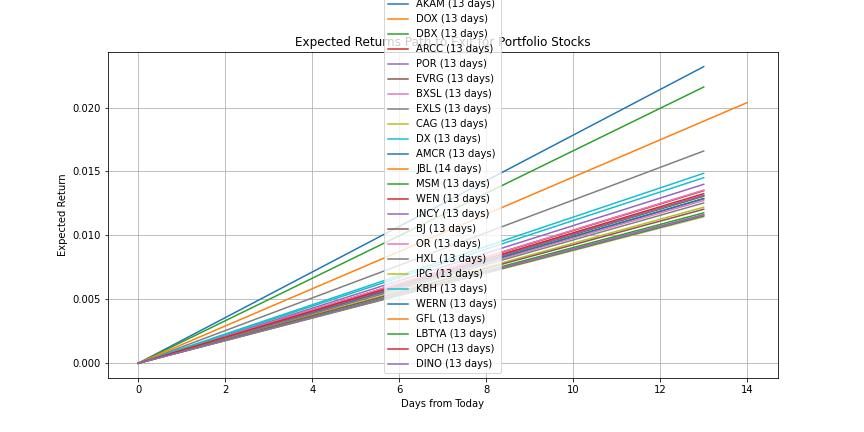 AKAM (13 days)
DOX (13 days)
Expected Returns Path to Exit for Portfolio Stocks
DBX (13 days)
ARCC (13 days)
POR (13 days)
EVRG (13 days)
BXSL (13 days)
EXLS (13 days)
CAG (13 days)
DX (13 days)
AMCR (13 days)
JBL (14 days)
MSM (13 days)
WEN (13 days)
INCY (13 days)
BJ (13 days)
OR (13 days)
HXL (13 days)
IPG (13 days)
KBH (13 days)
WERN (13 days)
GFL (13 days)
LBTYA (13 days)
OPCH (13 days)
DINO (13 days)
0.020
0.015
0.010
0.005
0.000
Expected Return
0 2 4 6 8 10 12 14
Days from Today